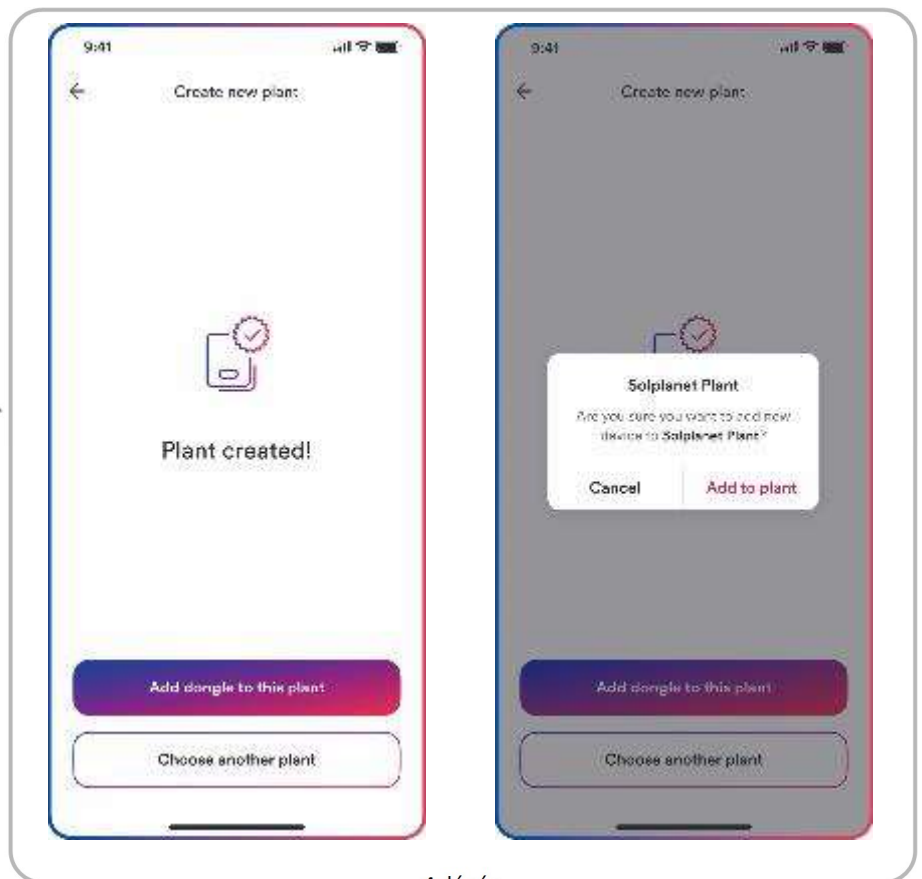 9:41
Create new plant
Plant created!
Add dongle to this plant
Choose another plant
9:41
Create new plant
Solplanet Plant
Are you sure you want to add new
device to Solplanet Plant?
Cancel
Add to plant
Add dongle to this plant
Choose another plant